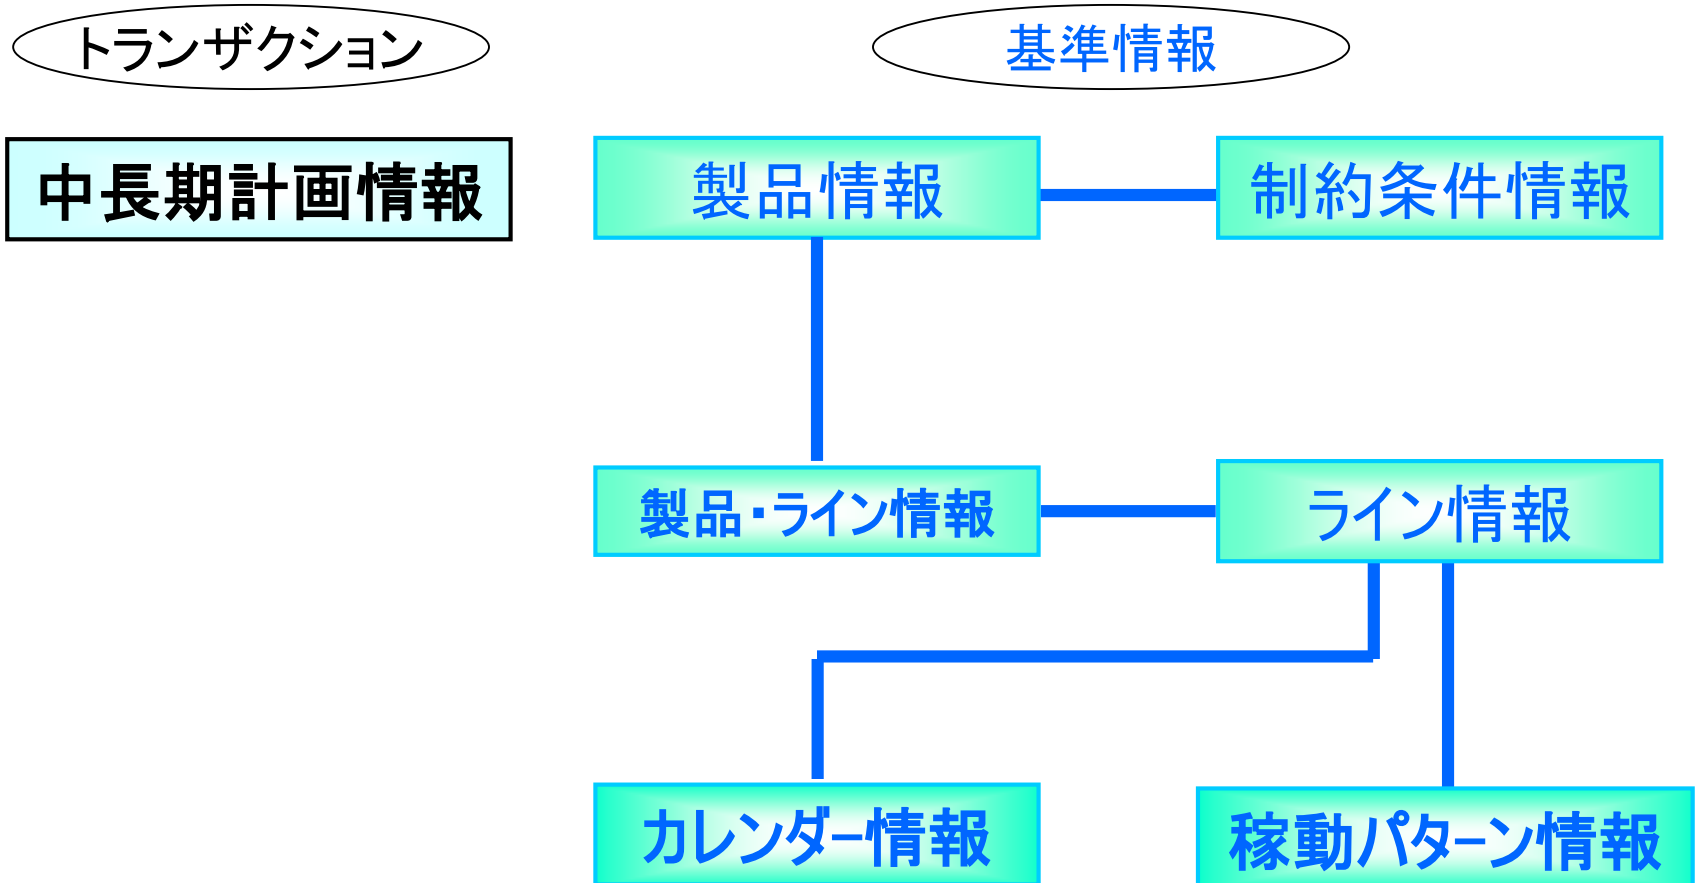 トランザクション
基準情報
中長期計画情報
製品情報
制約条件情報
製品・ライン情報
ライン情報
カレンダー情報
稼動パターン情報